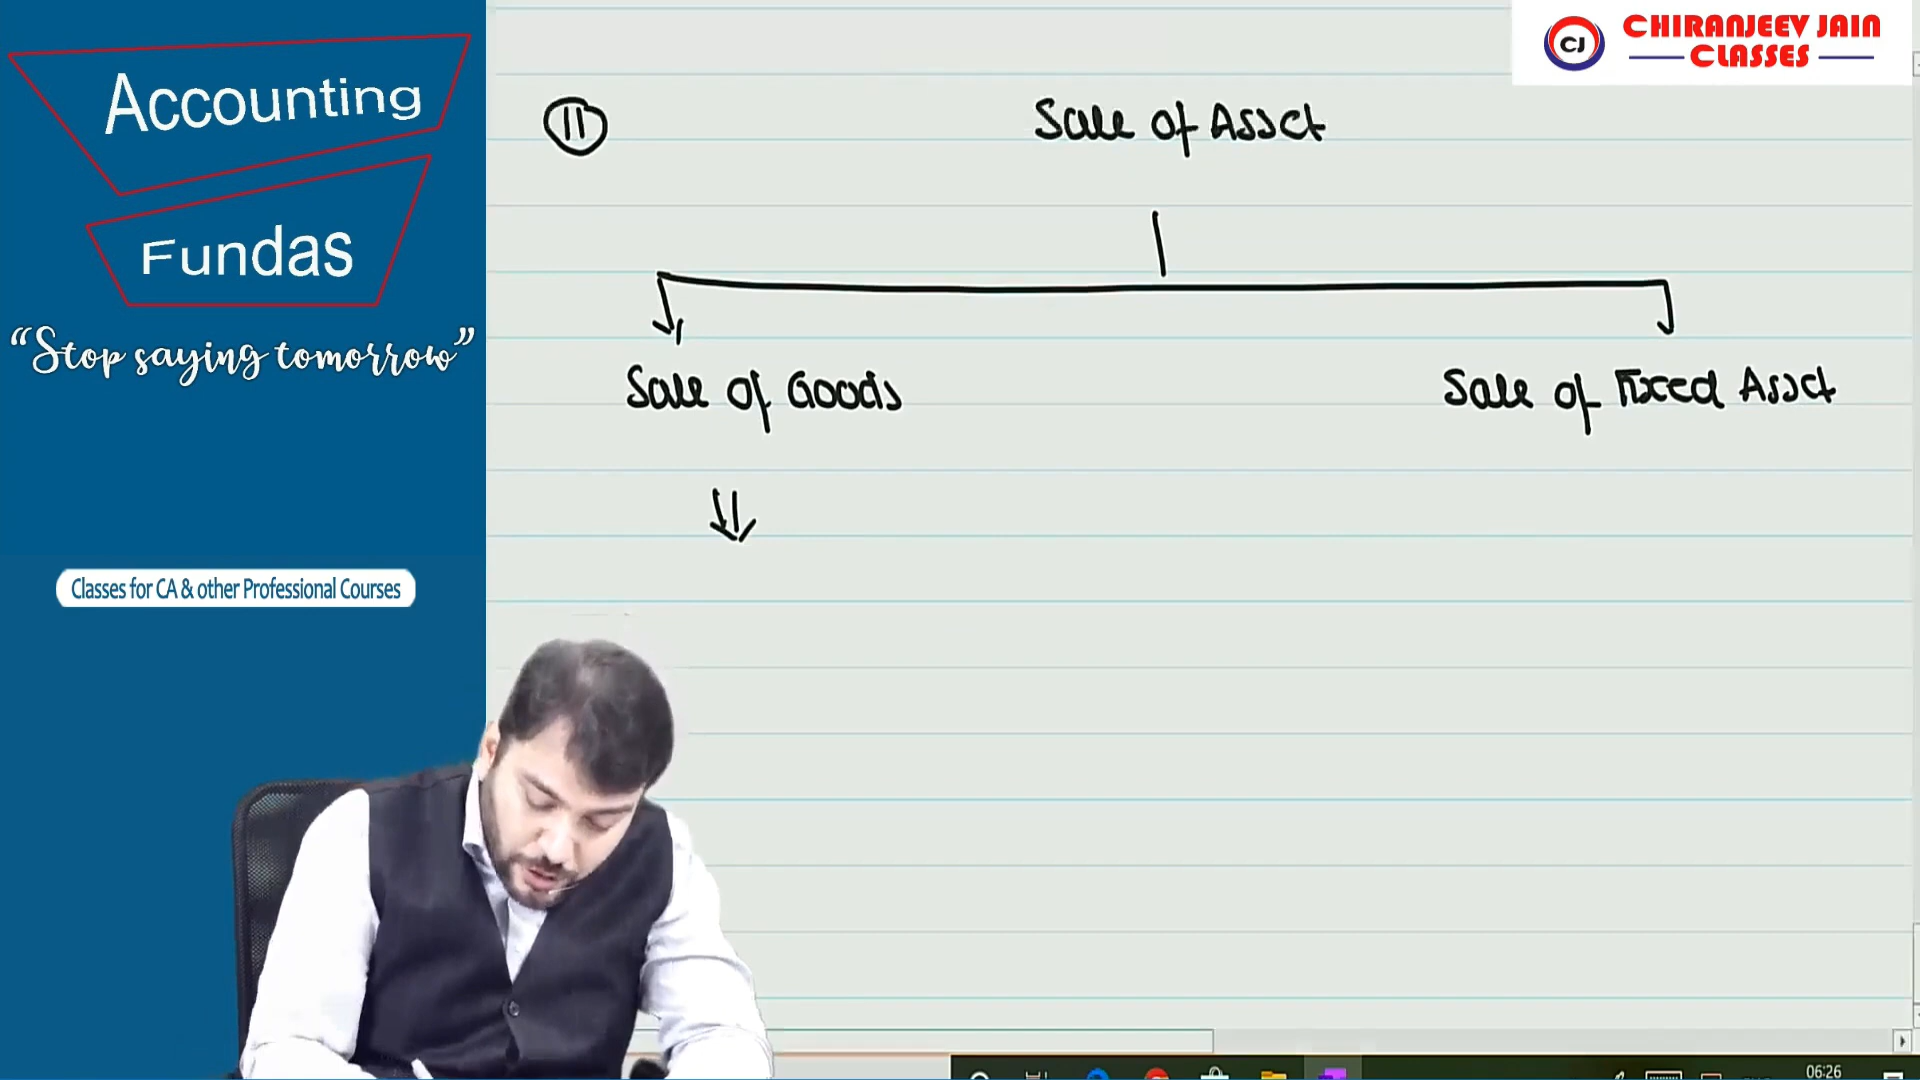 Accounting
Fundas
“Stop saying tomorrow”
Classes for CA & other Professional Courses
CJ
CHIRANJEEV JAIN
CLASSES
11
Sale of Asset
Sale of Goods
Sale of Fixed Asset
06:26